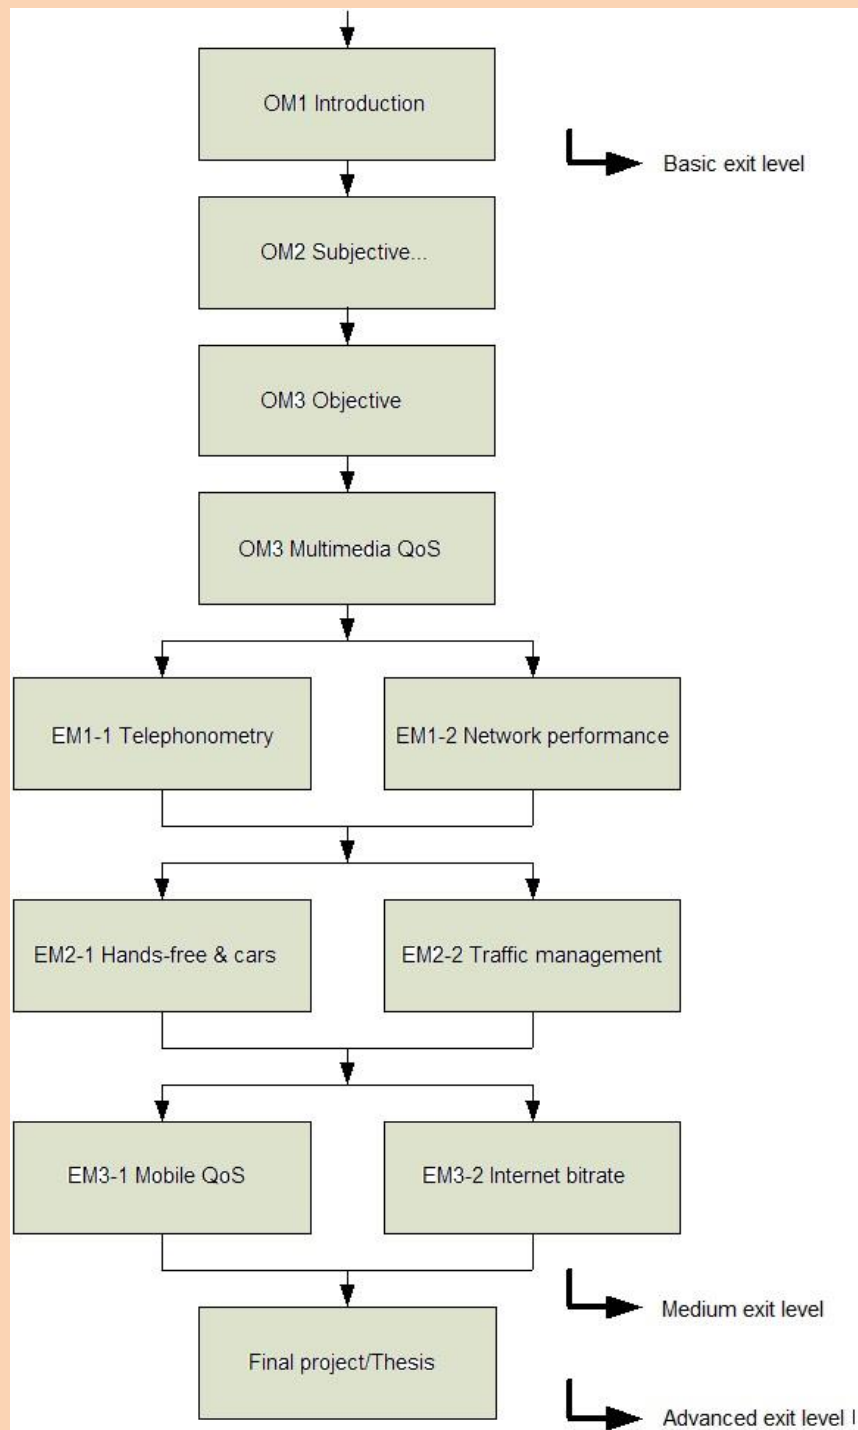 OM1 Introduction
Basic exit level
OM2 Subjective...
OM3 Objective
OM3 Multimedia QoS
EM1-1 Telephonometry
EM1-2 Network performance
EM2-1 Hands-free & cars
EM2-2 Traffic management
EM3-1 Mobile QoS
EM3-2 Internet bitrate
Medium exit level
Final project/Thesis
Advanced exit level